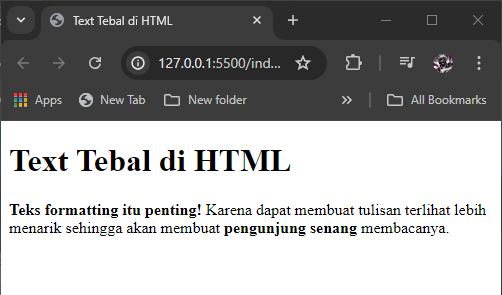 Text Tebal di HTML
127.0.0.1:5500/ind...
Apps New Tab New folder All Bookmarks
Text Tebal di HTML
Teks formatting itu penting! Karena dapat membuat tulisan terlihat lebih
menarik sehingga akan membuat pengunjung senang membacanya.